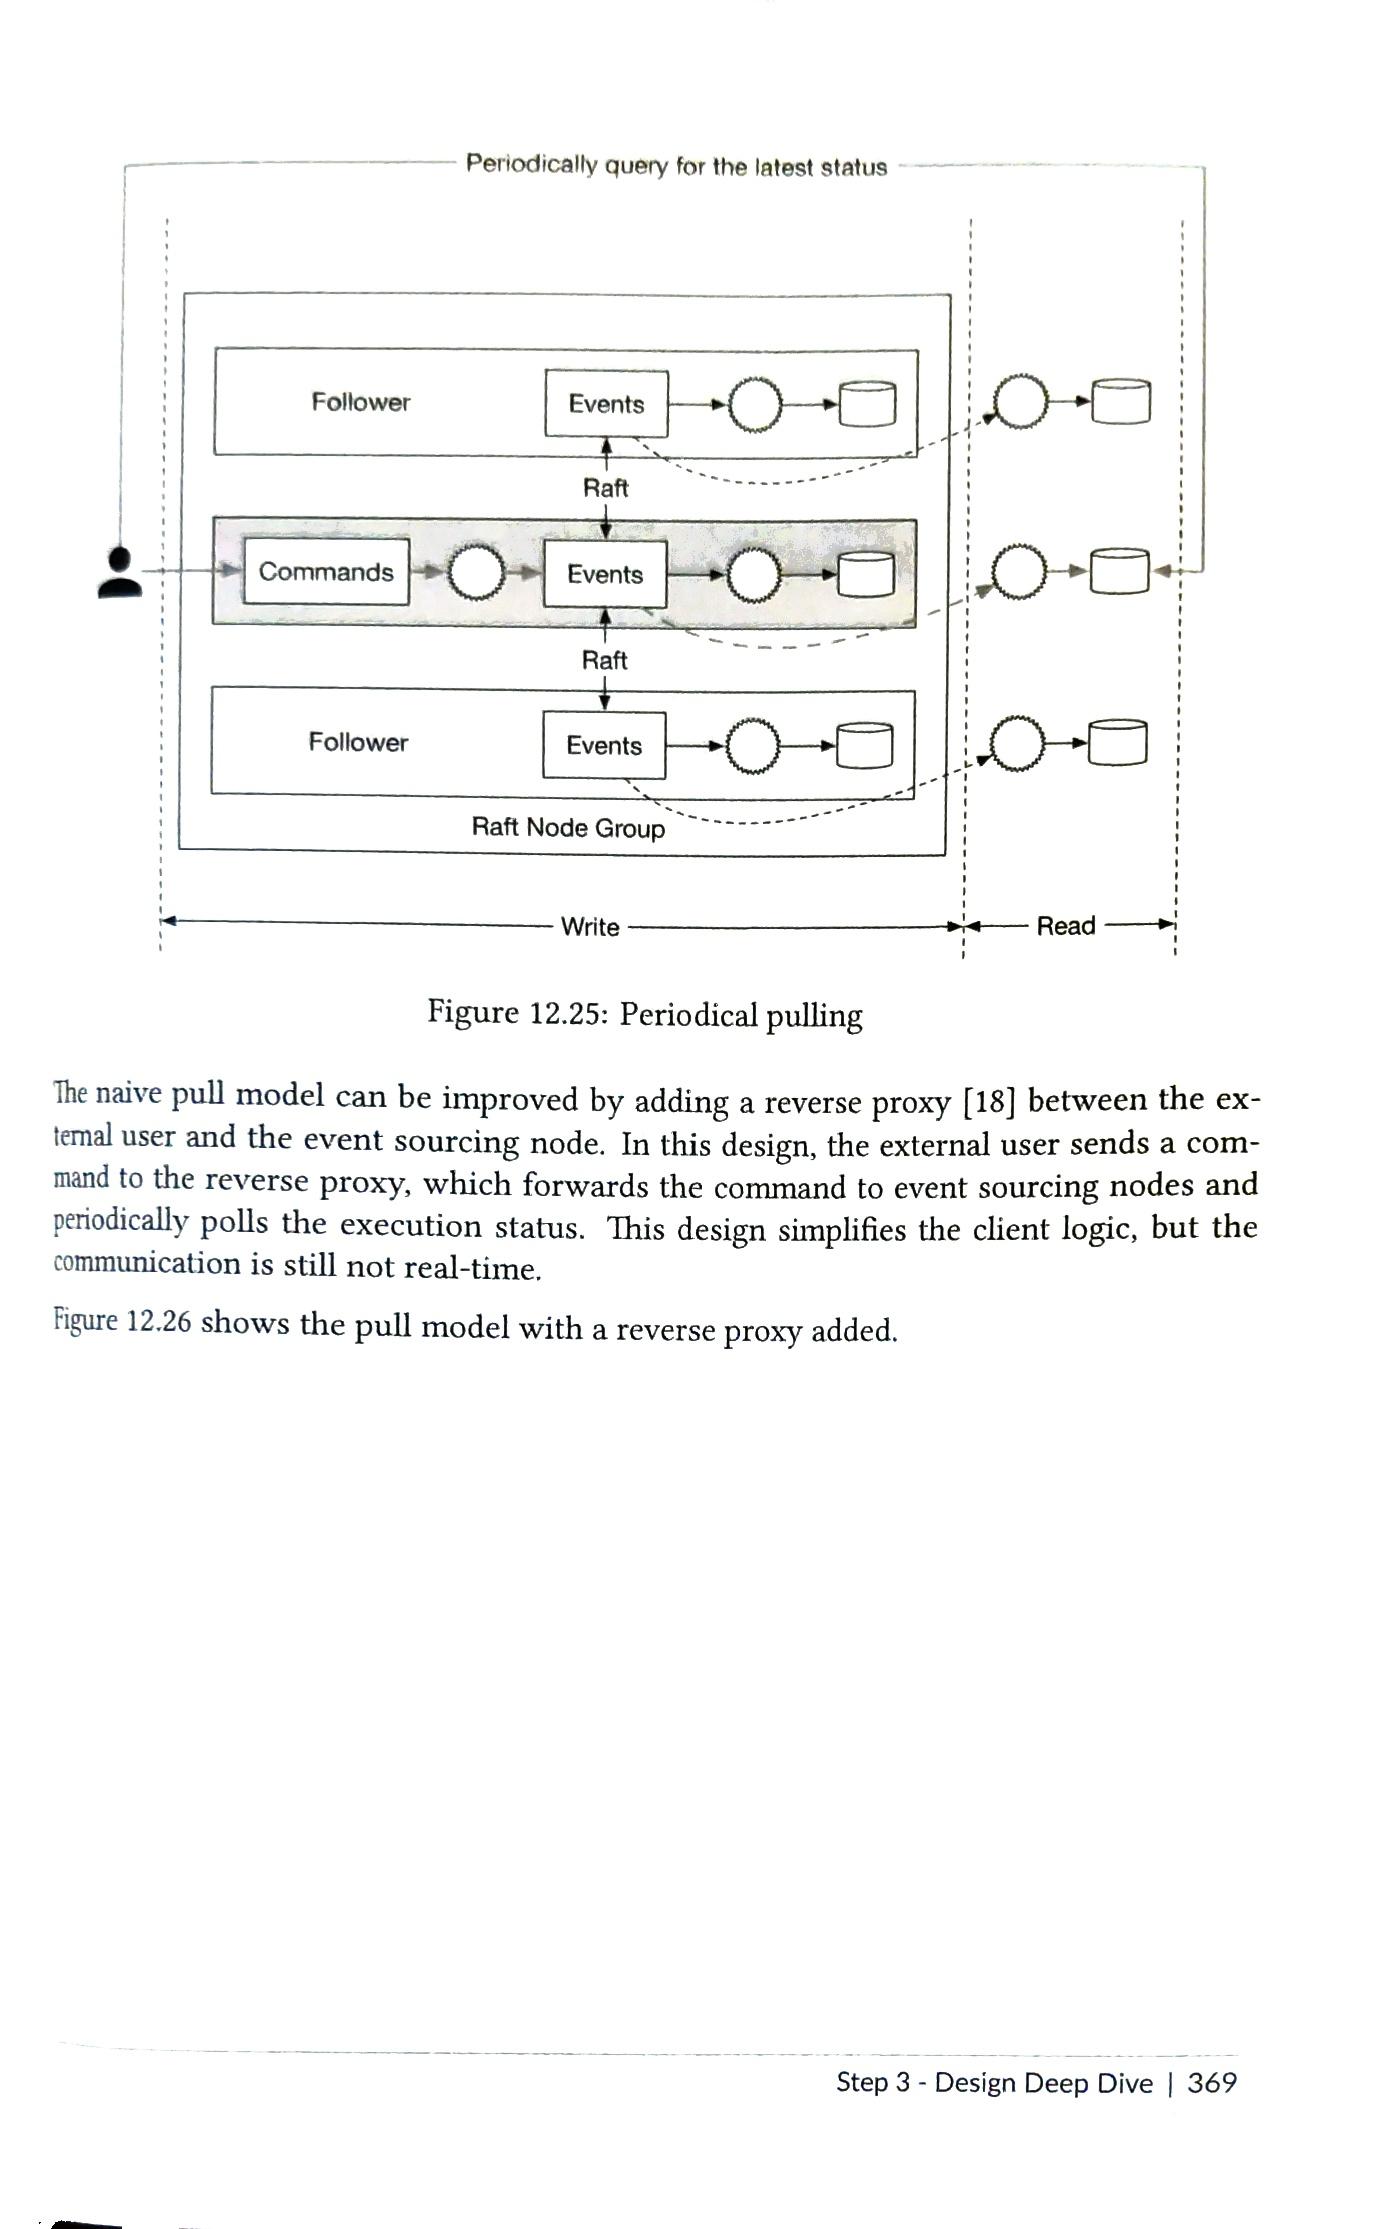 Periodically query for the latest status
Follower
Events
Raft
Commands
Events
Raft
Follower
Events
Raft Node Group
Write
Read
Figure 12.25: Periodical pulling
The naive pull model can be improved by adding a reverse proxy [18] between the ex-
ternal user and the event sourcing node. In this design, the external user sends a com-
mand to the reverse proxy, which forwards the command to event sourcing nodes and
periodically polls the execution status. This design simplifies the client logic, but the
communication is still not real-time.
Figure 12.26 shows the pull model with a reverse proxy added.
Step 3 - Design Deep Dive | 369